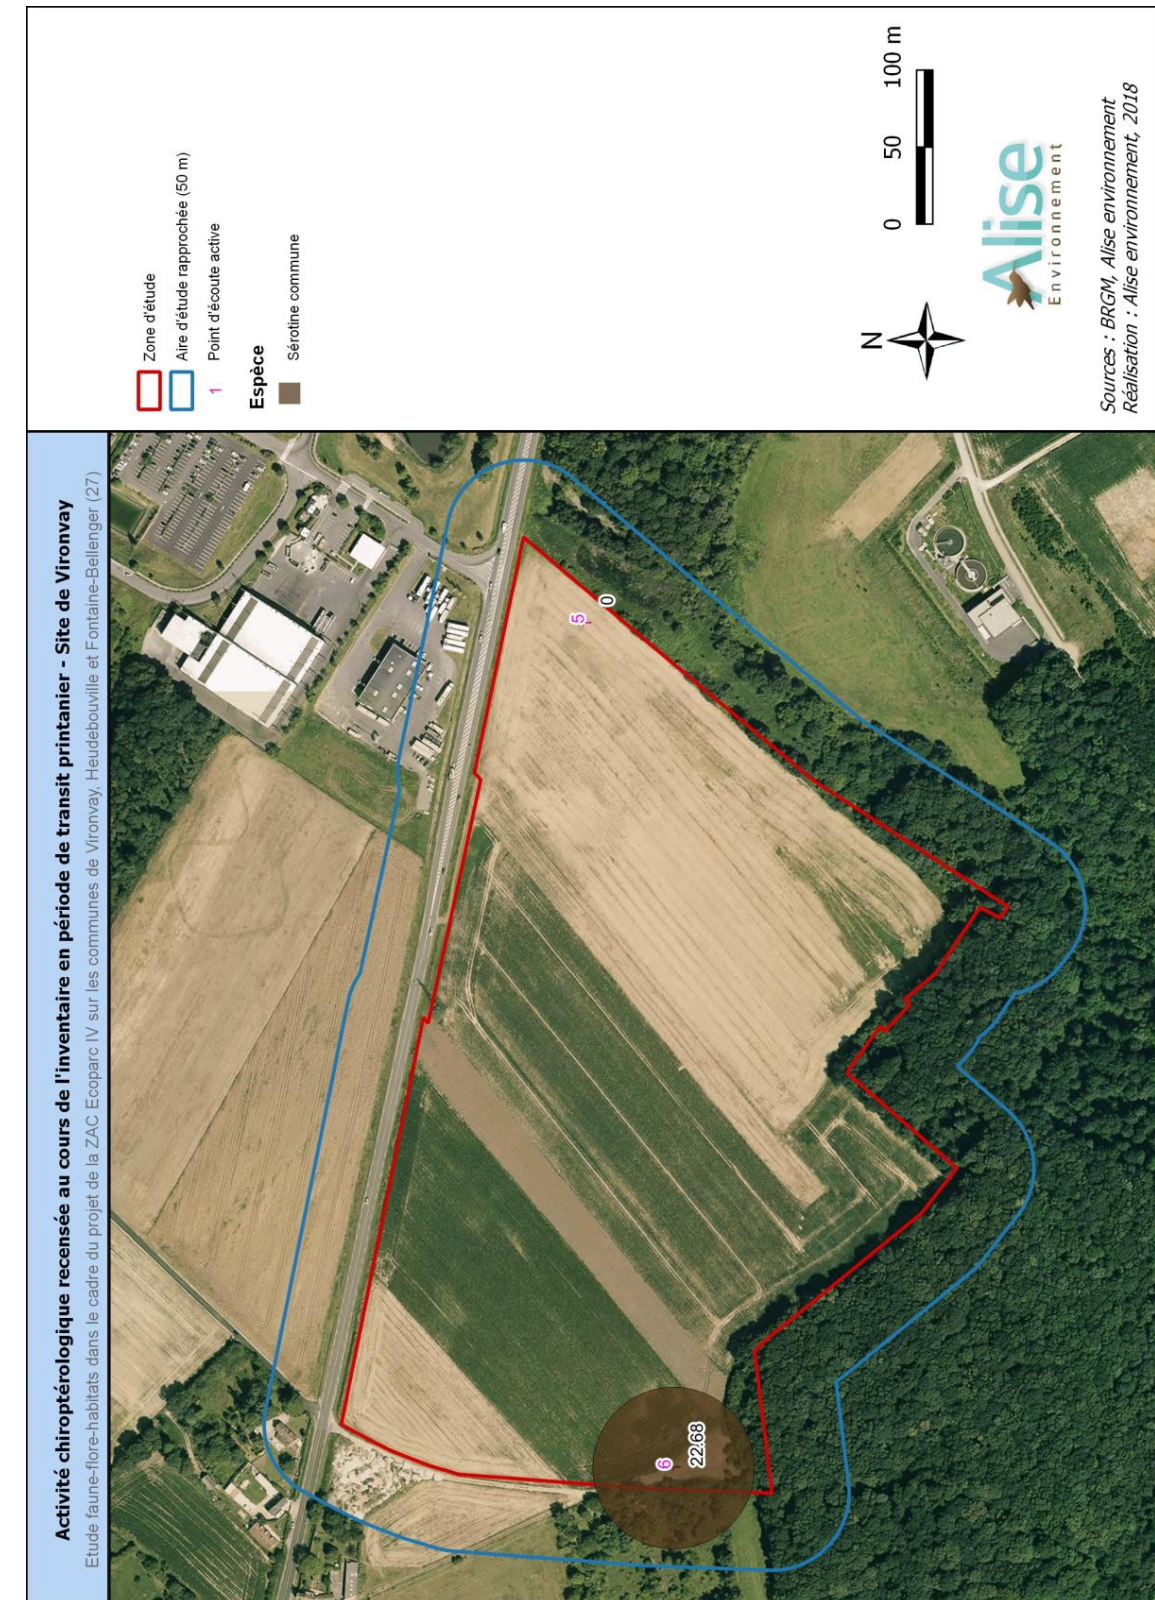 Activité chiroptérologique recensée au cours de l'inventaire en période de transit printanier - Site de Vironvay
Etude faune-flore-habitats dans le cadre du projet de la ZAC Ecoparc IV sur les communes de Vironvay, Heudebouville et Fontaine-Bellenger (27)
5
0
6
22.68
Zone d'étude
Aire d'étude rapprochée (50 m)
1 Point d'écoute active
Espèce
Sérotine commune
N
0 50 100 m
Alise
Environnement
Sources : BRGM, Alise environnement
Réalisation : Alise environnement, 2018